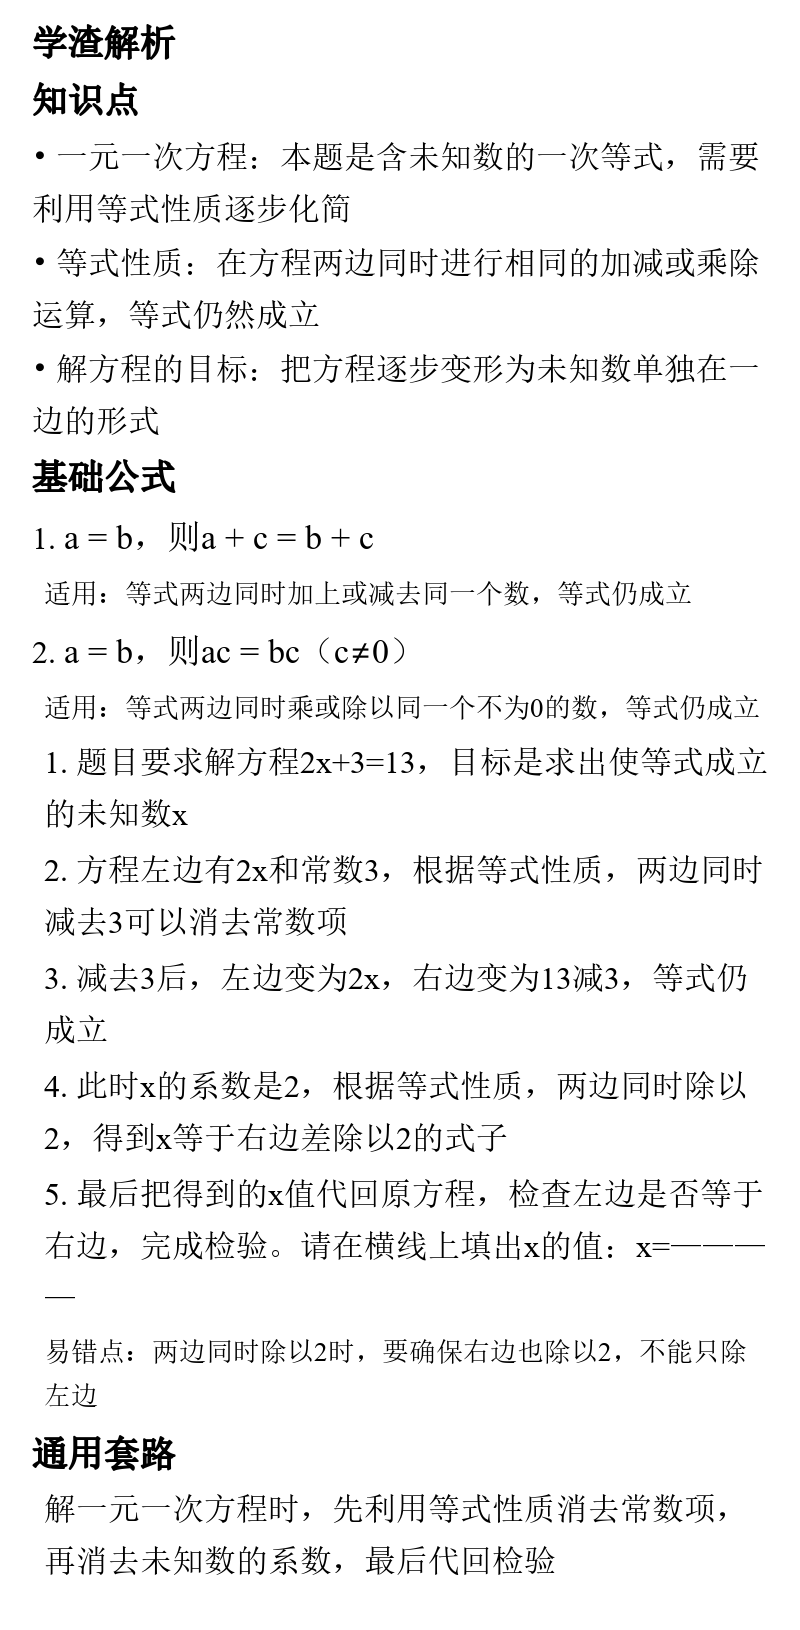 学渣解析
知识点
• 一元一次方程：本题是含未知数的一次等式，需要
利用等式性质逐步化简
• 等式性质：在方程两边同时进行相同的加减或乘除
运算，等式仍然成立
• 解方程的目标：把方程逐步变形为未知数单独在一
边的形式
基础公式
1. a = b，则a + c = b + c
适用：等式两边同时加上或减去同一个数，等式仍成立
2. a = b，则ac = bc（c≠0）
适用：等式两边同时乘或除以同一个不为0的数，等式仍成立
1. 题目要求解方程2x+3=13，目标是求出使等式成立
的未知数x
2. 方程左边有2x和常数3，根据等式性质，两边同时
减去3可以消去常数项
3. 减去3后，左边变为2x，右边变为13减3，等式仍
成立
4. 此时x的系数是2，根据等式性质，两边同时除以
2，得到x等于右边差除以2的式子
5. 最后把得到的x值代回原方程，检查左边是否等于
右边，完成检验。请在横线上填出x的值：x=———
—
易错点：两边同时除以2时，要确保右边也除以2，不能只除
左边
通用套路
解一元一次方程时，先利用等式性质消去常数项，
再消去未知数的系数，最后代回检验